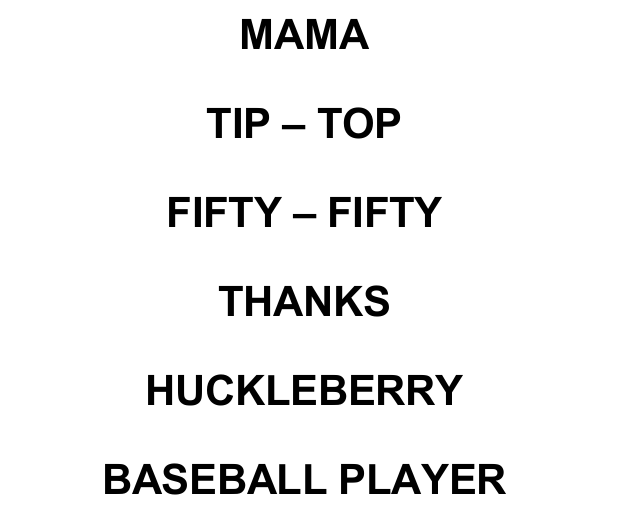 MAMA
TIP – TOP
FIFTY – FIFTY
THANKS
HUCKLEBERRY
BASEBALL PLAYER